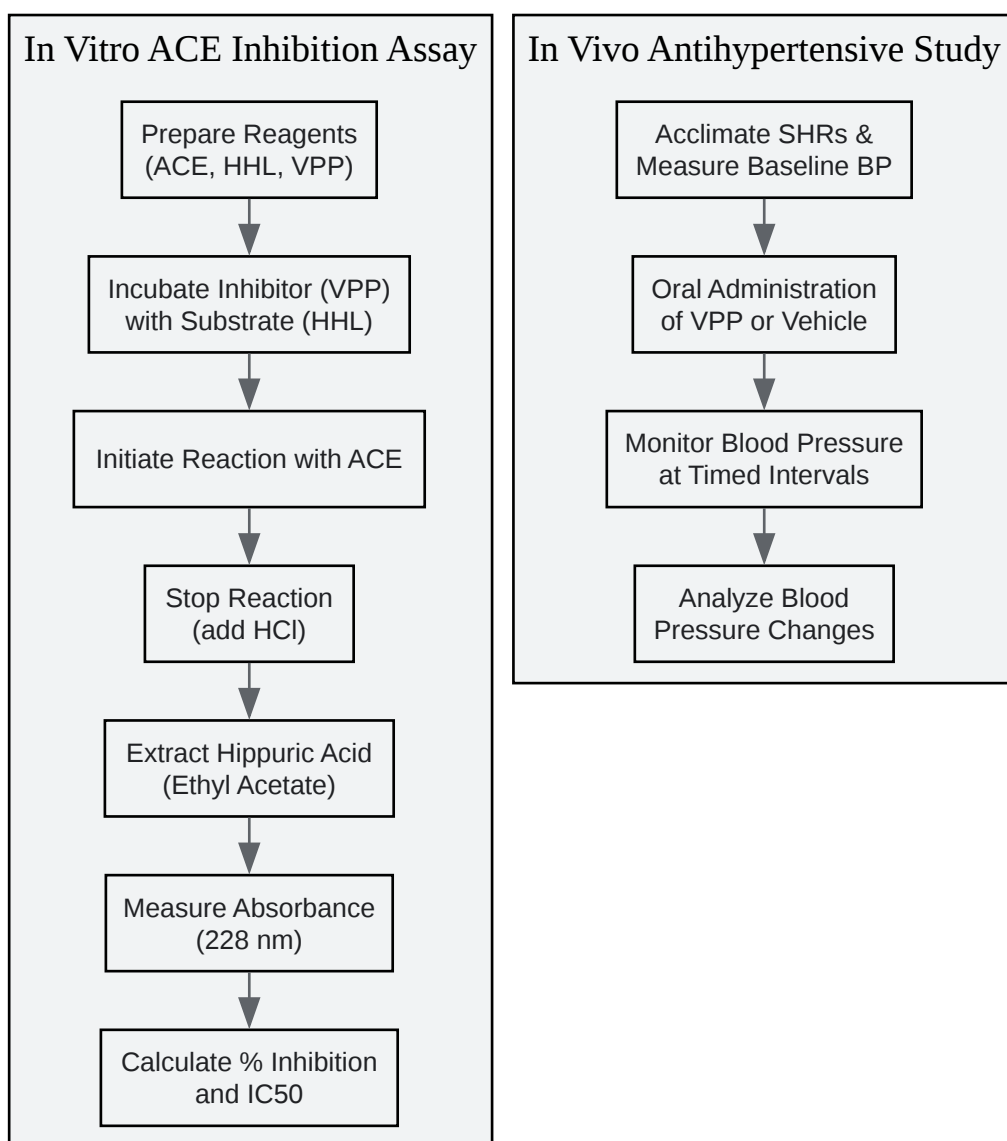 In Vitro ACE Inhibition Assay
Prepare Reagents
(ACE, HHL, VPP)
Incubate Inhibitor (VPP)
with Substrate (HHL)
Initiate Reaction with ACE
Stop Reaction
(add HCl)
Extract Hippuric Acid
(Ethyl Acetate)
Measure Absorbance
(228 nm)
Calculate % Inhibition
and IC50
In Vivo Antihypertensive Study
Acclimate SHRs &
Measure Baseline BP
Oral Administration
of VPP or Vehicle
Monitor Blood Pressure
at Timed Intervals
Analyze Blood
Pressure Changes